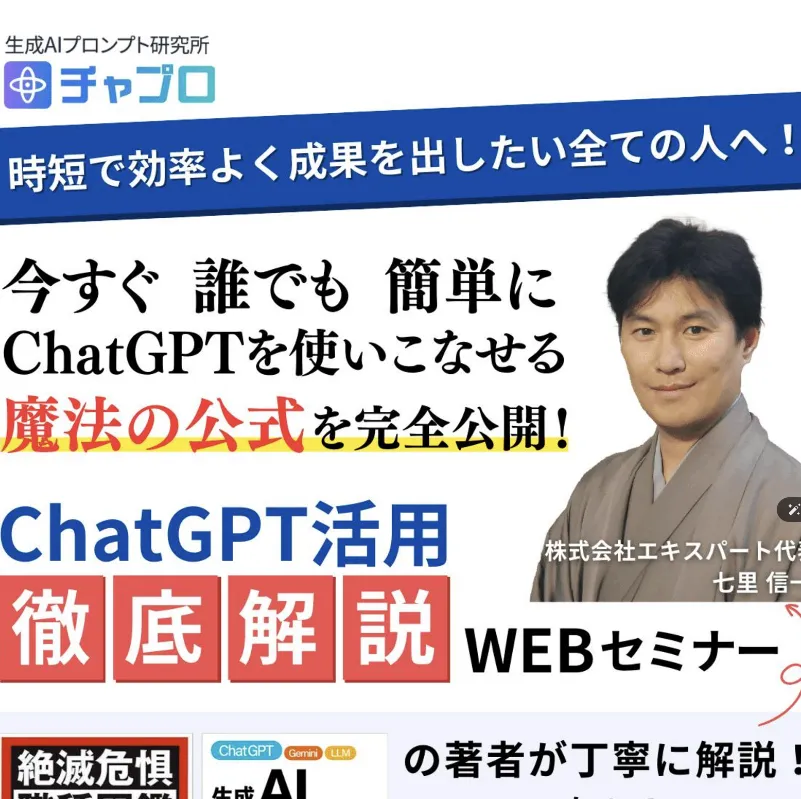 生成AIプロンプト研究所
チャプロ
時短で効率よく成果を出したい全ての人へ！
今すぐ 誰でも 簡単に
ChatGPTを使いこなせる
魔法の公式を完全公開！
株式会社エキスパート代
七里 信一
ChatGPT活用
徹底解説 WEBセミナー
絶滅危惧
ChatGPT Gemini LLM
生成AI
の著者が丁寧に解説！